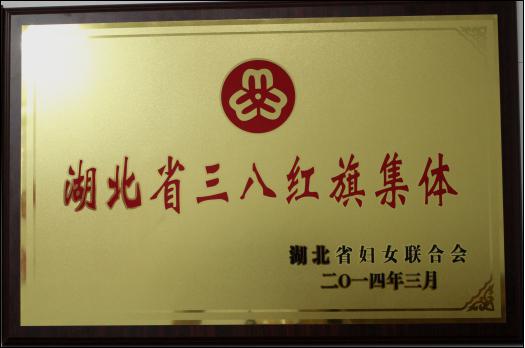 湖北省三八红旗集体
湖北省妇女联合会
二〇一四年三月